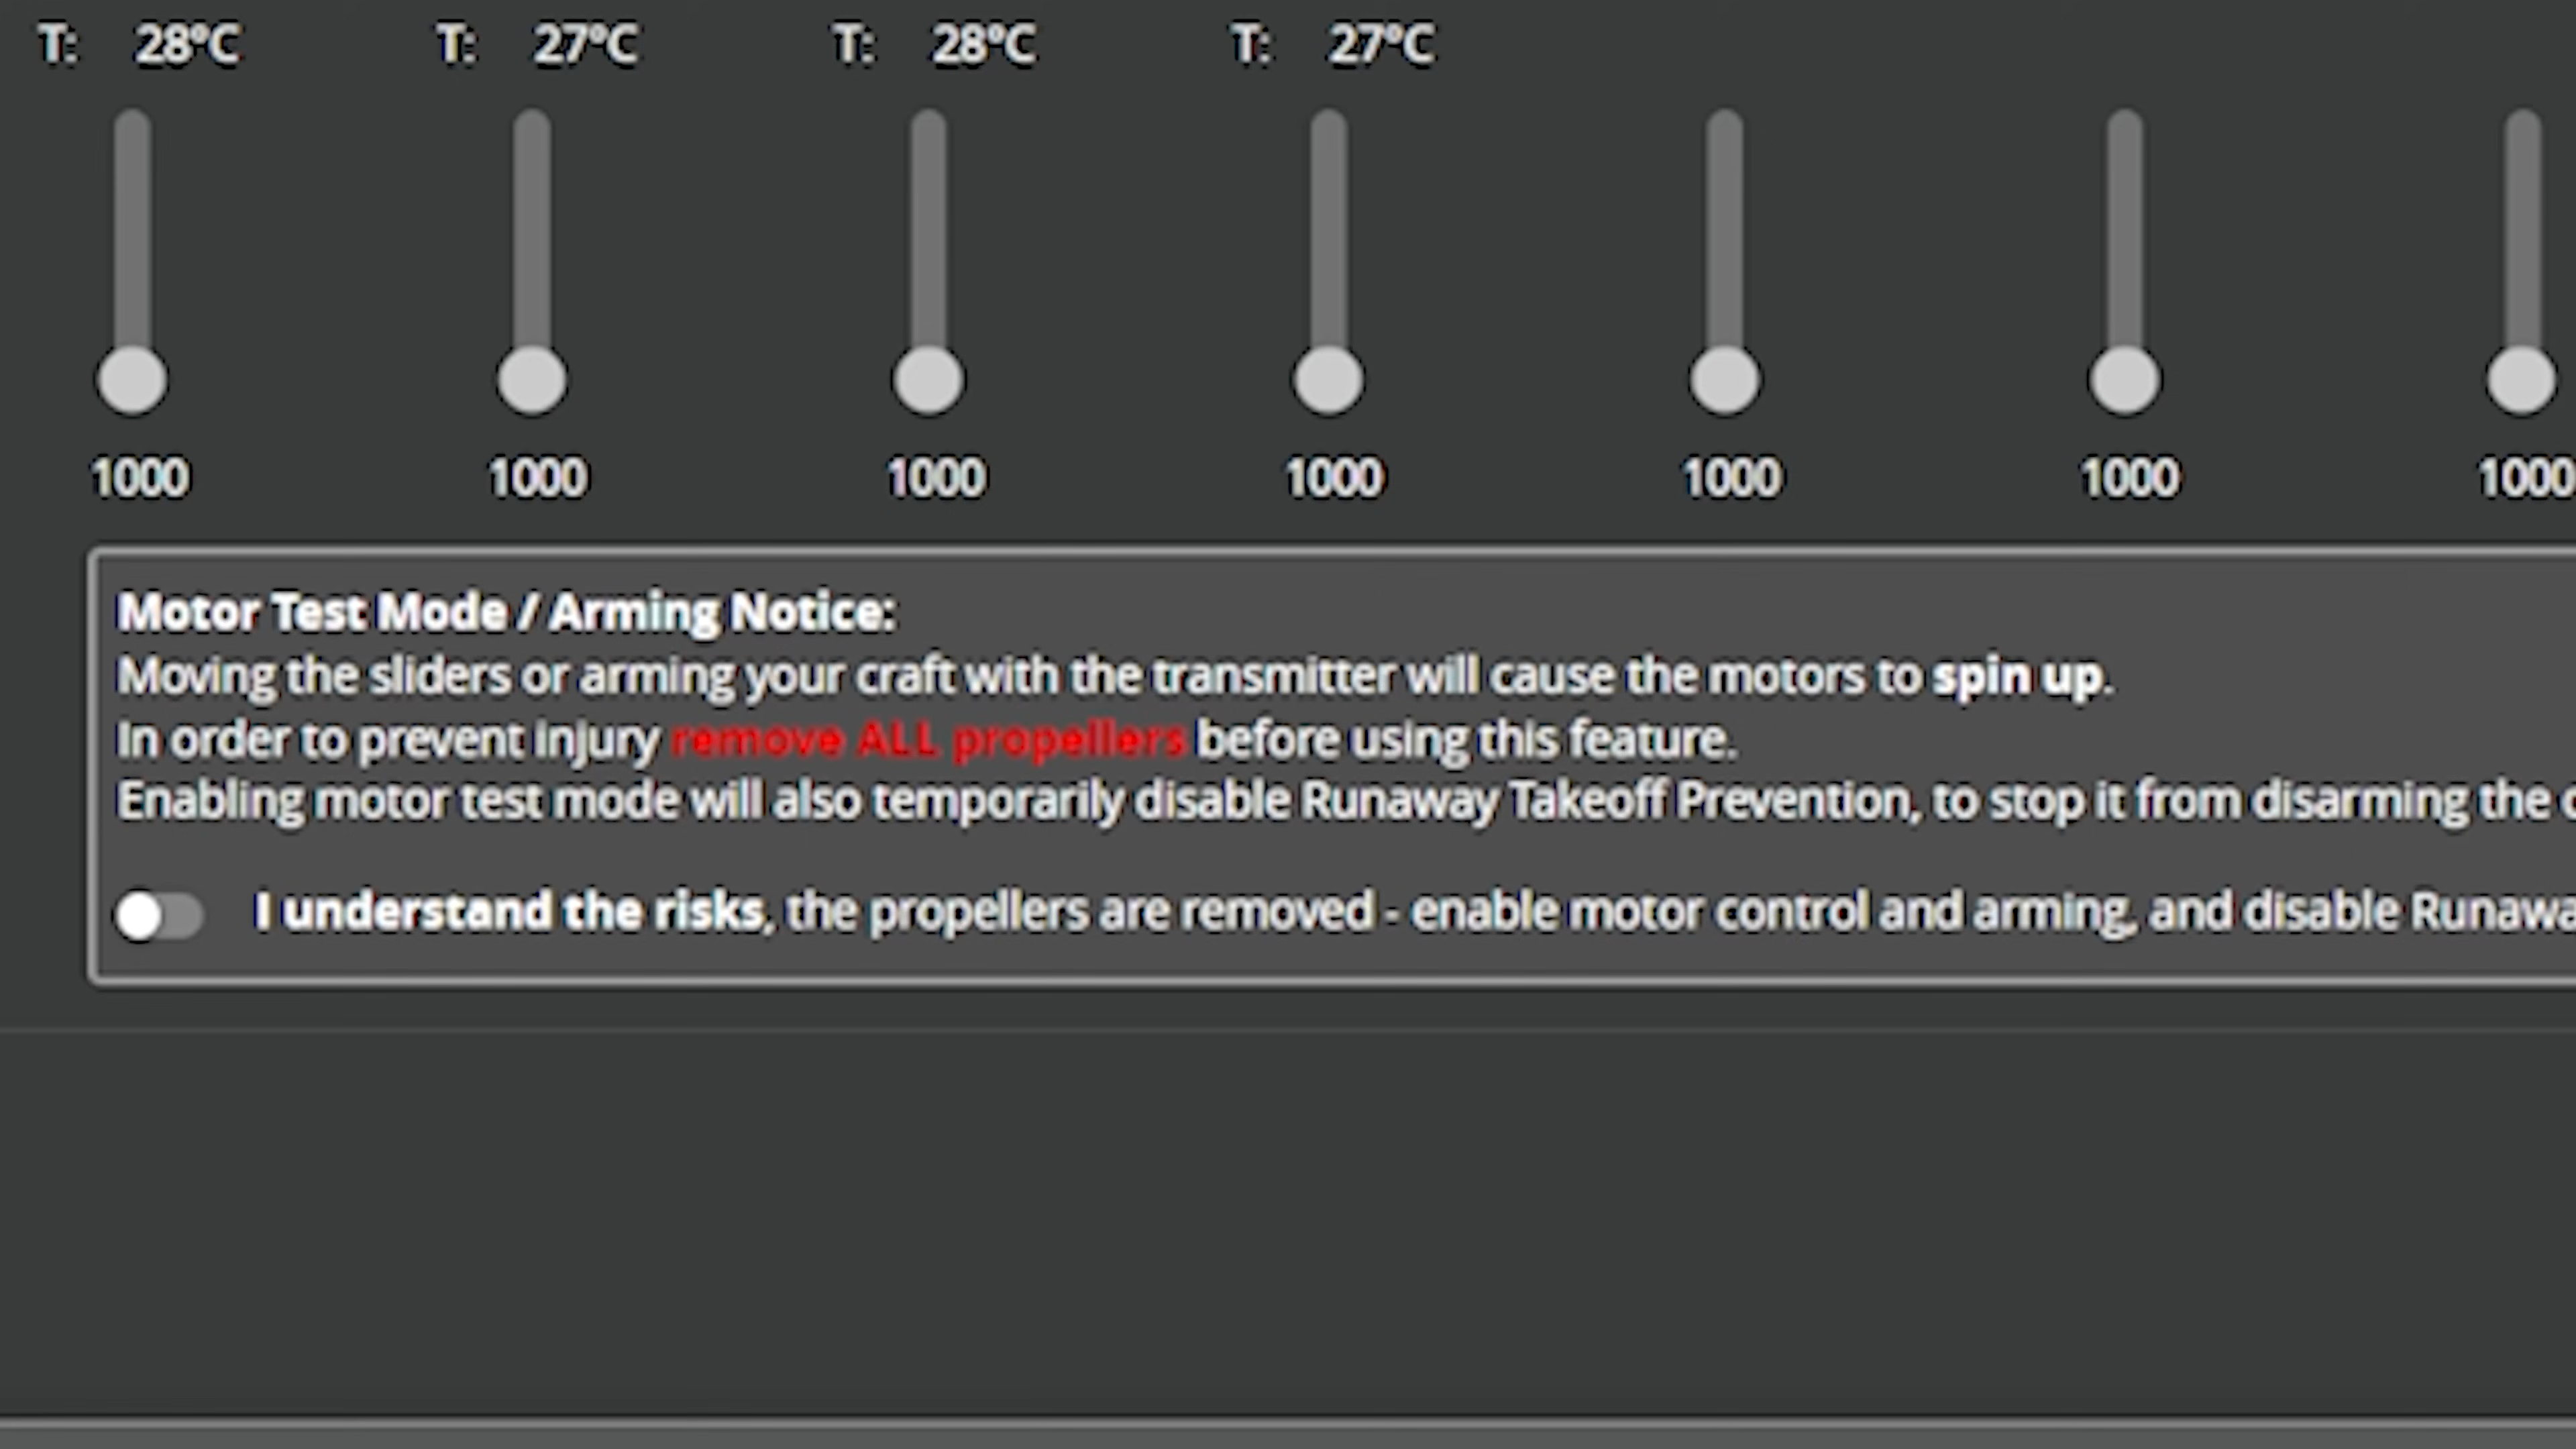 T: 28°C T: 27°C T: 28°C T: 27°C
1000 1000 1000 1000 1000 1000 1000
Motor Test Mode / Arming Notice:
Moving the sliders or arming your craft with the transmitter will cause the motors to spin up.
In order to prevent injury remove ALL propellers before using this feature.
Enabling motor test mode will also temporarily disable Runaway Takeoff Prevention, to stop it from disarming the
I understand the risks, the propellers are removed - enable motor control and arming, and disable